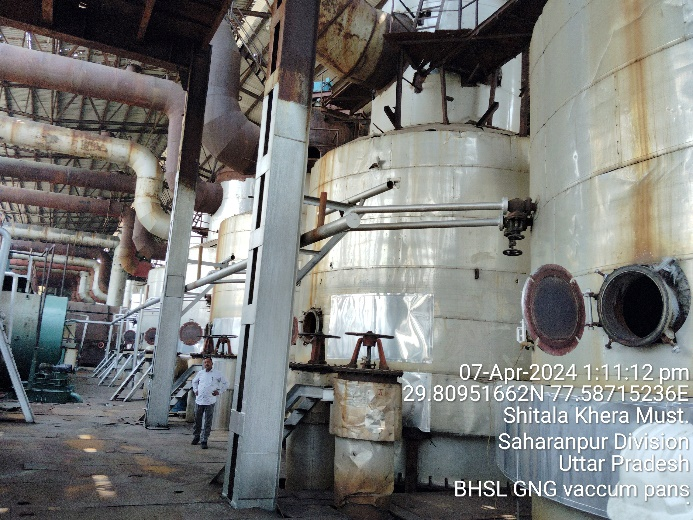 07-Apr-2024 1:11:12 pm
29.80951662N 77.58715236E
Shitala Khera Must.
Saharanpur Division
Uttar Pradesh
BHSL GNG vaccum pans